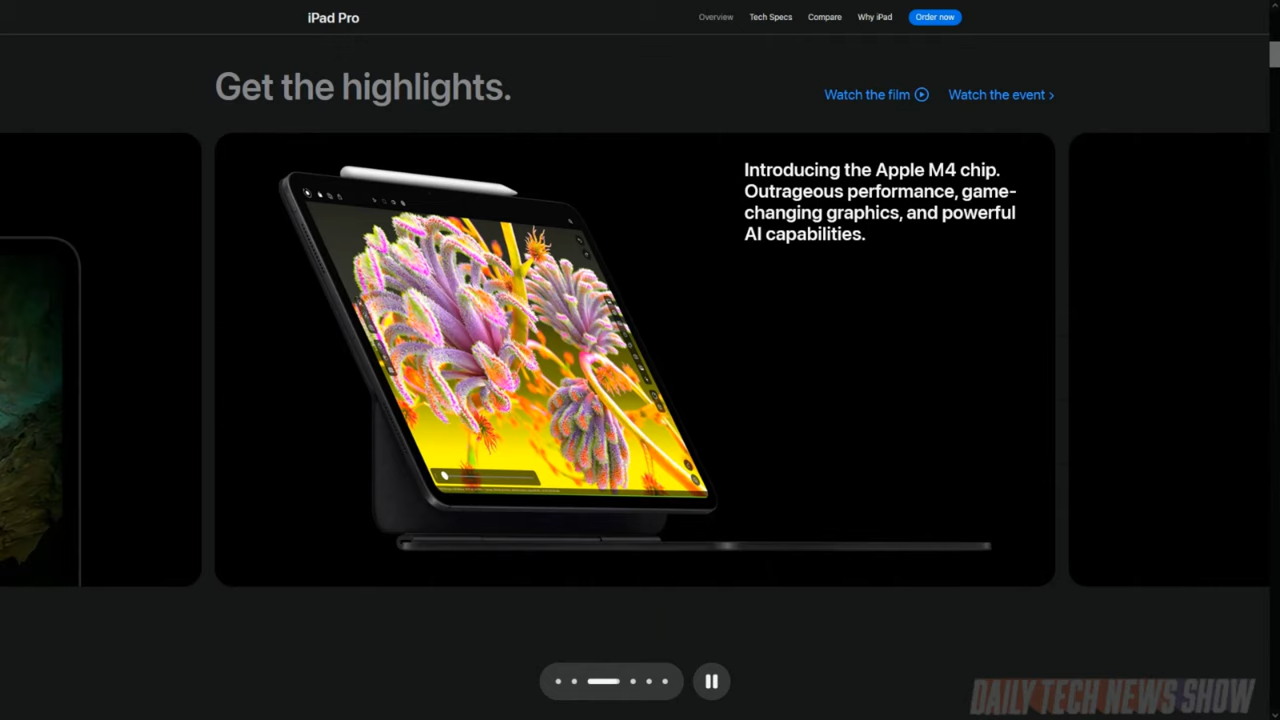 iPad Pro
Overview Tech Specs Compare Why iPad Order now
Get the highlights.
Watch the film Watch the event >
Introducing the Apple M4 chip.
Outrageous performance, game-
changing graphics, and powerful
AI capabilities.
DAILY TECH NEWS SHOW